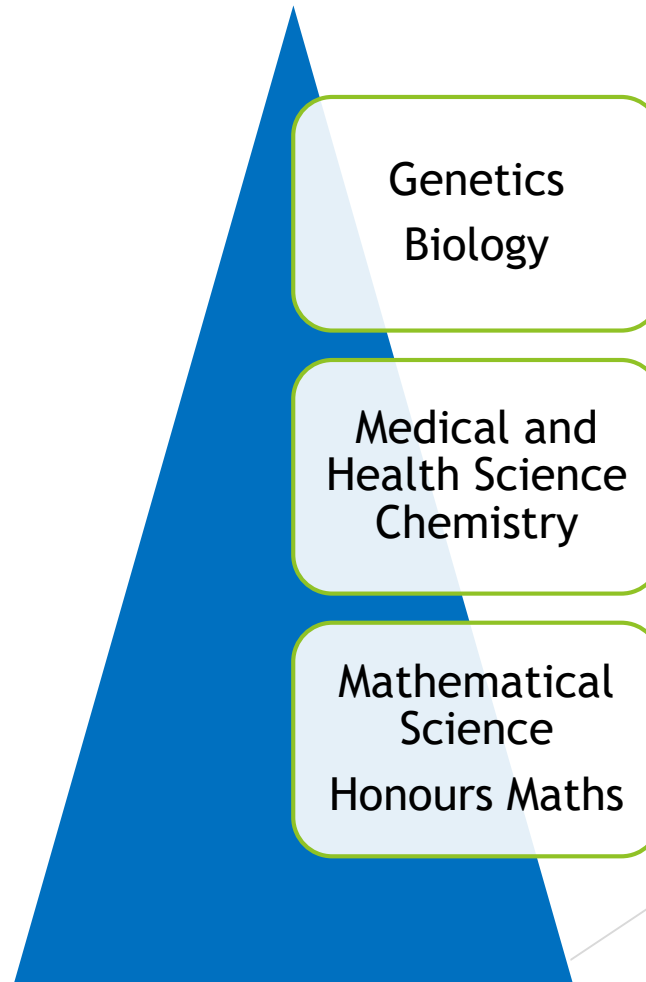 Genetics
Biology
Medical and
Health Science
Chemistry
Mathematical
Science
Honours Maths